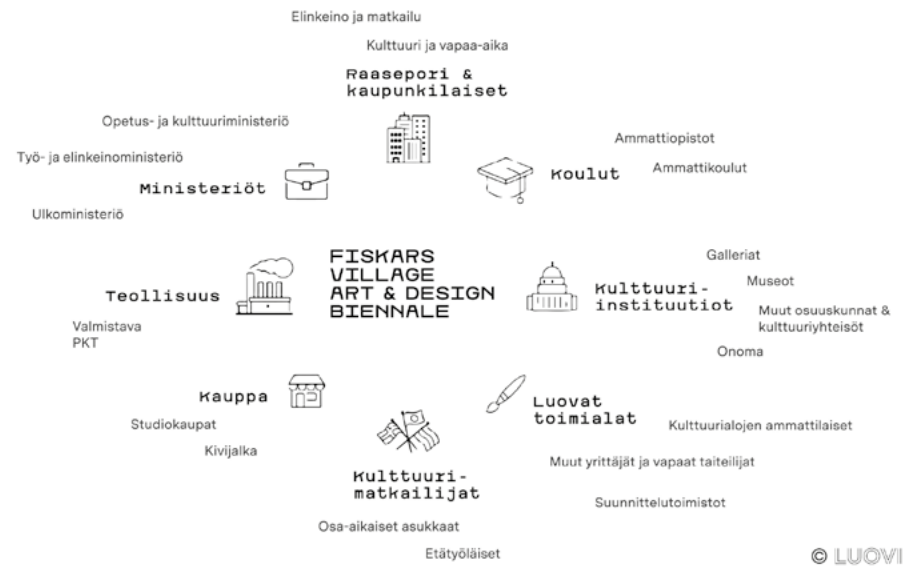 Elinkeino ja matkailu
Kulttuuri ja vapaa-aika
Raasepori &
kaupunkilaiset
Opetus- ja kulttuuriministeriö
Työ- ja elinkeinoministeriö
Ministeriöt
Ulkoministeriö
Ammattiopistot
Koulut
Ammattikoulut
FISKARS
VILLAGE
ART & DESIGN
BIENNALE
Teollisuus
Valmistava
PKT
Galleriat
Museot
Kulttuuri-
instituutiot
Muut osuuskunnat &
kulttuuriyhteisöt
Onoma
Kauppa
Studiokaupat
Kivijalka
Luovat
toimialat
Kulttuurialojen ammattilaiset
Muut yrittäjät ja vapaat taiteilijat
Suunnittelutoimistot
Kulttuuri-
matkailijat
Osa-aikaiset asukkaat
Etätyöläiset
© LUOVI